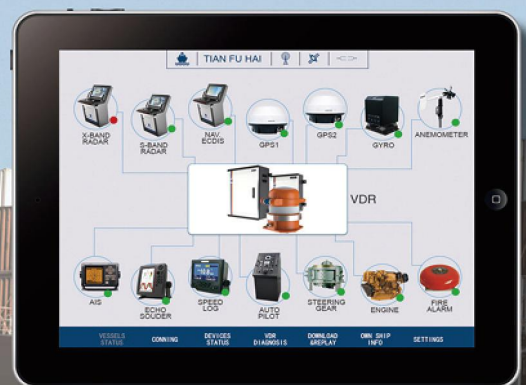 TIAN FU HAI
X-BAND
RADAR
S-BAND
RADAR
NAV.
ECDIS
GPS1
GPS2
GYRO
ANEMOMETER
VDR
AIS
ECHO
SOUDER
SPEED
LOG
AUTO
PILOT
STEERING
GEAR
ENGINE
FIRE
ALARM
VESSELS
STATUS
CONNING
DEVICES
STATUS
VDR
DIAGNOSIS
DOWNLOAD
&REPLAY
OWN SHIP
INFO
SETTINGS